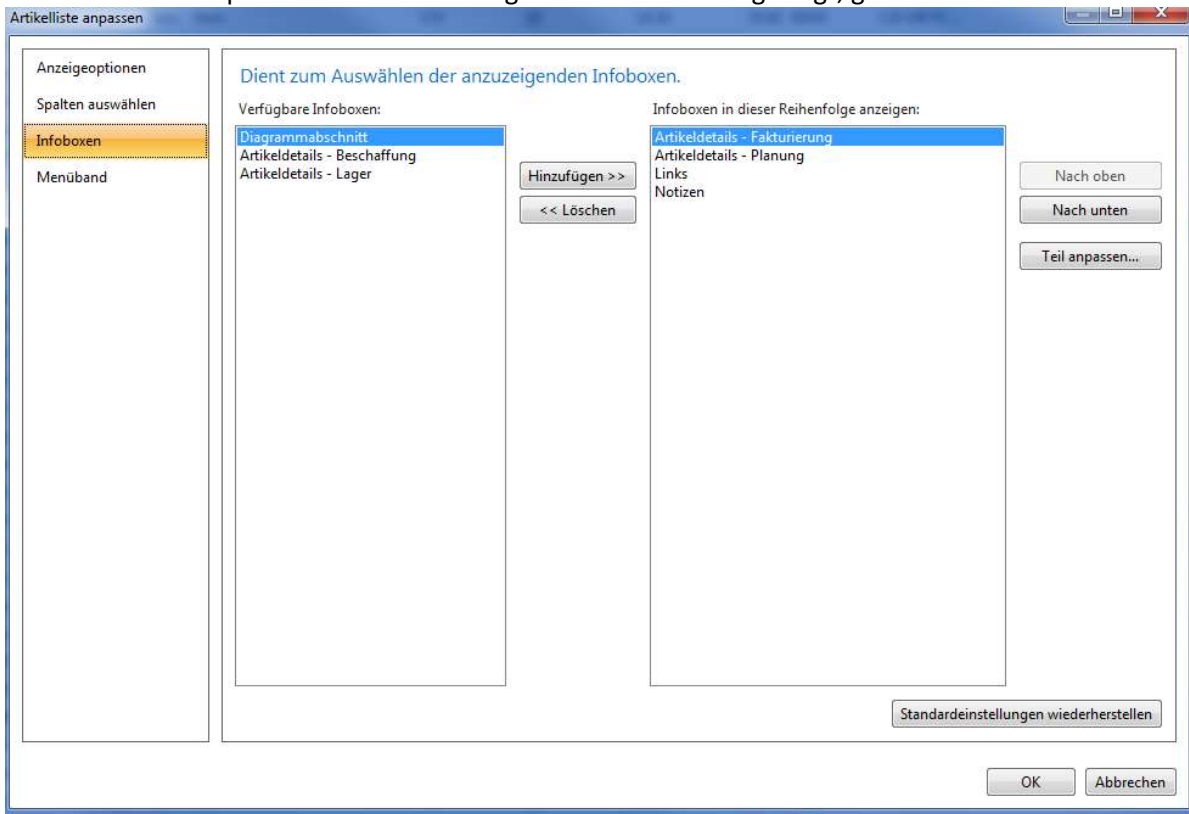 Artikelliste anpassen
Anzeigeoptionen
Spalten auswählen
Infoboxen
Menüband
Dient zum Auswählen der anzuzeigenden Infoboxen.
Verfügbare Infoboxen:
Diagrammabschnitt
Artikeldetails - Beschaffung
Artikeldetails - Lager
Hinzufügen >>
<< Löschen
Infoboxen in dieser Reihenfolge anzeigen:
Artikeldetails - Fakturierung
Artikeldetails - Planung
Links
Notizen
Nach oben
Nach unten
Teil anpassen...
Standardeinstellungen wiederherstellen
OK
Abbrechen